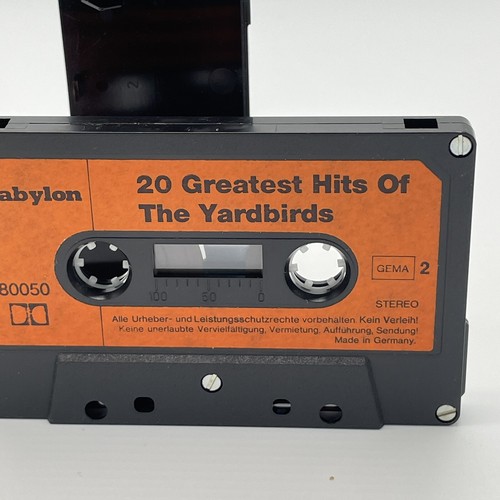 abylon
20 Greatest Hits Of
The Yardbirds
80050
100 50 0
GEMA 2
STEREO
Alle Urheber- und Leistungsschutzrechte vorbehalten. Kein Verleih!
Keine unerlaubte Vervielfältigung, Vermietung, Aufführung, Sendung!
Made in Germany.